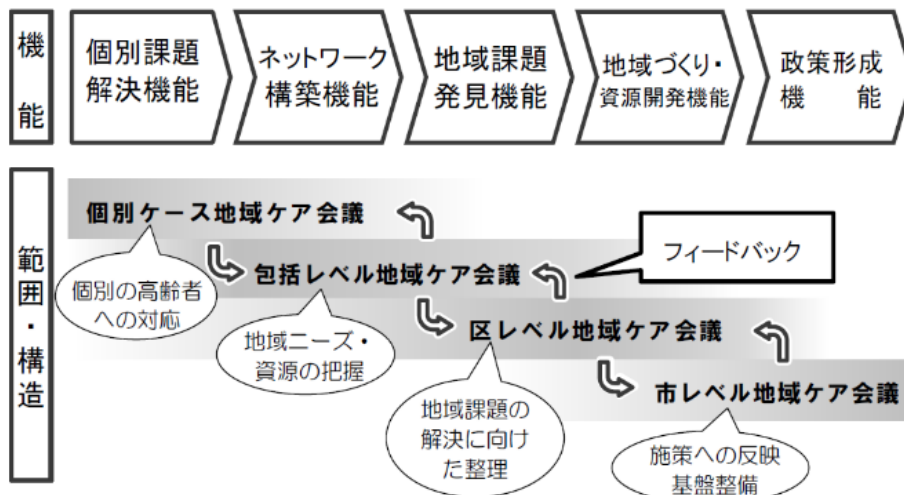 機能
個別課題
解決機能
ネットワーク
構築機能
地域課題
発見機能
地域づくり・
資源開発機能
政策形成
機能
範囲・構造
個別ケース地域ケア会議
個別の高齢者
への対応
包括レベル地域ケア会議
フィードバック
地域ニーズ・
資源の把握
区レベル地域ケア会議
地域課題の
解決に向け
た整理
市レベル地域ケア会議
施策への反映
基盤整備